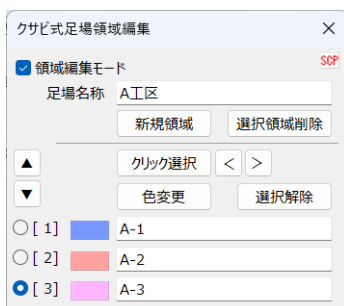 クサビ式足場領域編集
領域編集モード
SCP
足場名称 A工区
新規領域 選択領域削除
▲ クリック選択 < >
▼ 色変更 選択解除
[ 1] A-1
[ 2] A-2
[ 3] A-3